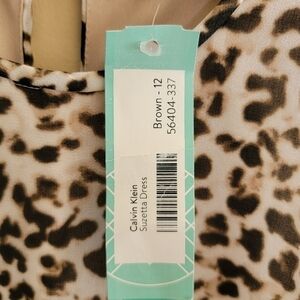 Calvin Klein
Suzetta Dress
Brown - 12
56404-337